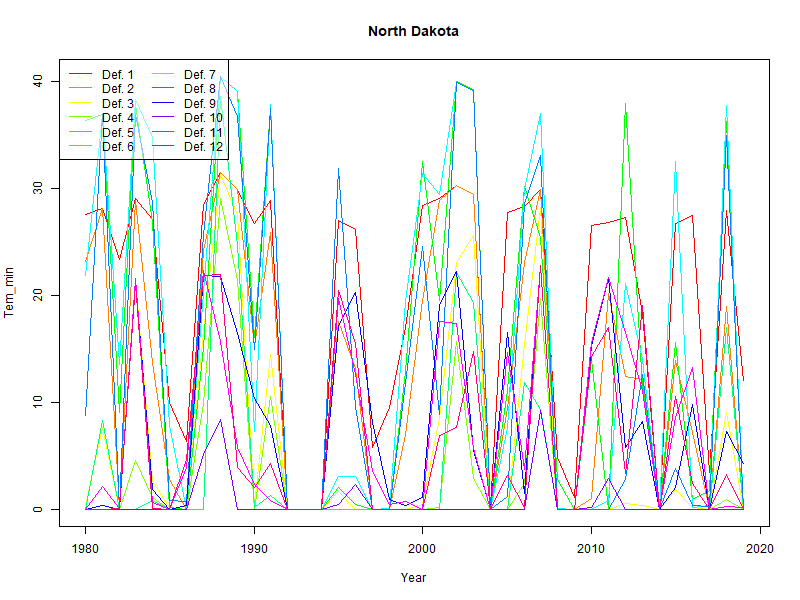 North Dakota
Def. 1 Def. 7
Def. 2 Def. 8
Def. 3 Def. 9
Def. 4 Def. 10
Def. 5 Def. 11
Def. 6 Def. 12
40
30
20
10
0
Tem_min
1980 1990 2000 2010 2020
Year